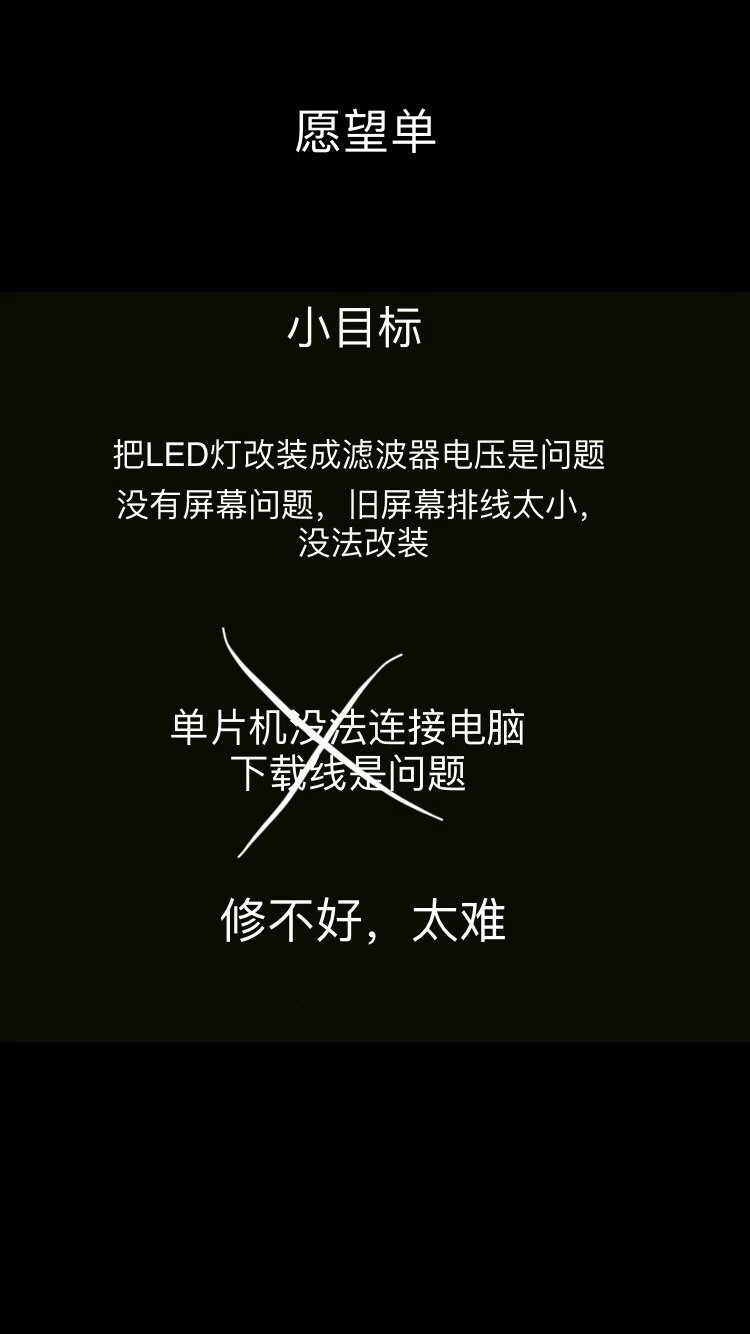 愿望单
小目标
把LED灯改装成滤波器电压是问题
没有屏幕问题，旧屏幕排线太小，
没法改装
单片机没法连接电脑
下载线是问题
修不好，太难